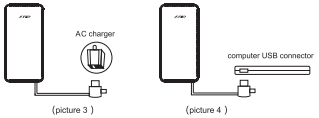 AC charger
computer USB connector
(picture 3 )
(picture 4 )